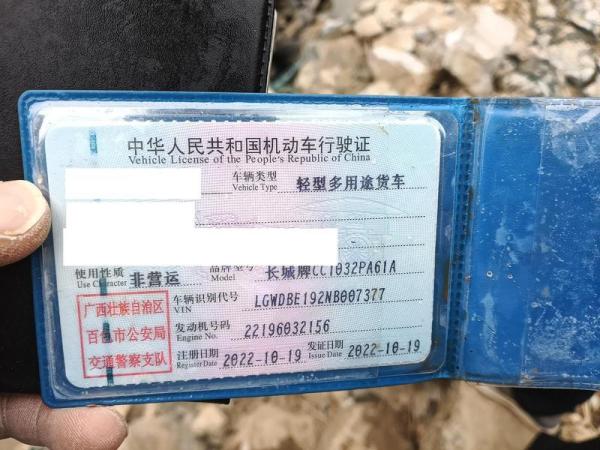 中华人民共和国机动车行驶证
Vehicle License of the People's Republic of China
车辆类型 轻型多用途货车
Vehicle Type
使用性质 非营运 品牌型号 长城牌CC1032PA61A
Use Character Model
广西壮族自治区 车辆识别代号 LGWDBE192NB007377
VIN
百色市公安局 发动机号码 22196032156
Engine No.
交通警察支队 注册日期 2022-10-19 发证日期 2022-10-19
Register Date Issue Date